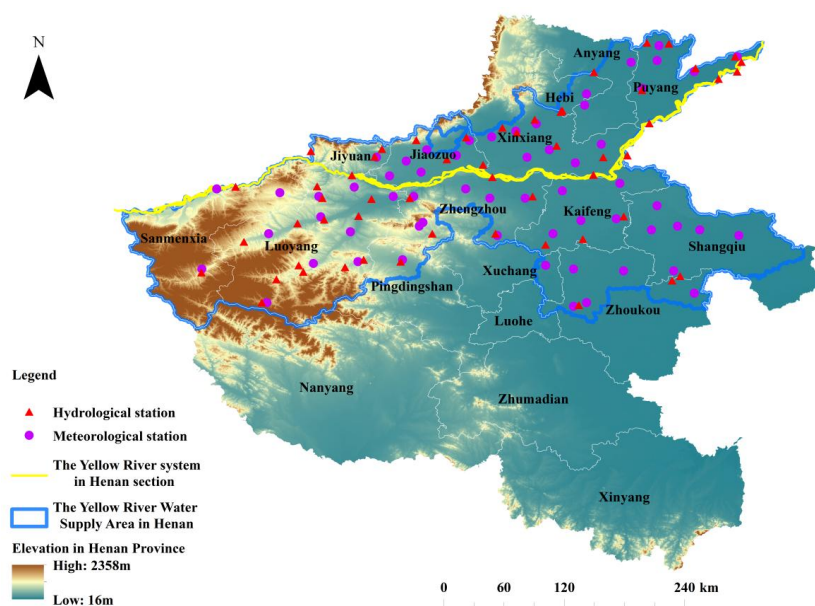 N
Anyang
Hebi
Puyang
Xinxiang
Jiyuan
Jiaozuo
Zhengzhou
Kaifeng
Sanmenxia
Luoyang
Shangqiu
Xuchang
Pingdingshan
Luohe
Zhoukou
Nanyang
Zhumadian
Xinyang
Legend
Hydrological station
Meteorological station
The Yellow River system
in Henan section
The Yellow River Water
Supply Area in Henan
Elevation in Henan Province
High: 2358m
Low: 16m
0 60 120 240 km